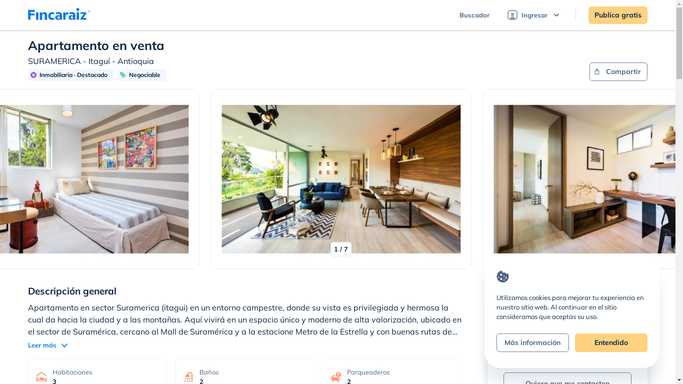 Fincaraiz
Buscador
Ingresar
Publica gratis
Apartamento en venta
SURAMERICA - Itaguí - Antioquia
Inmobiliaria - Destacado
Negociable
Compartir
1 / 7
Descripción general
Apartamento en sector Suramerica (itagui) en un entorno campestre, donde su vista es privilegiada y hermosa la
cual da hacia la ciudad y a las montañas. Aquí vivirá en un espacio único y moderno de alta valorización, ubicado en
el sector de Suramérica, cercano al Mall de Suramérica y a la estacione Metro de la Estrella y con buenas rutas de...
Leer más
Habitaciones
3
Baños
2
Parqueaderos
2
Utilizamos cookies para mejorar tu experiencia en
nuestro sitio web. Al continuar en el sitio
consideramos que aceptas su uso.
Más información
Entendido
Quiero que me contacten